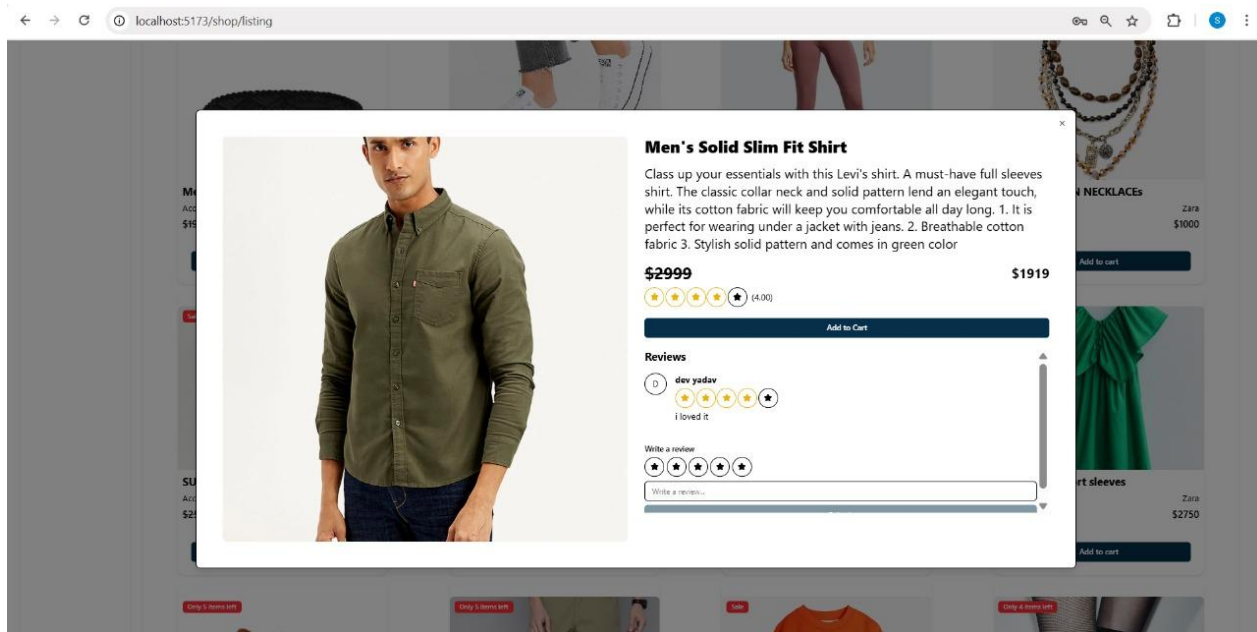 localhost:5173/shop/listing
S
Men's Solid Slim Fit Shirt
Class up your essentials with this Levi's shirt. A must-have full sleeves
shirt. The classic collar neck and solid pattern lend an elegant touch,
while its cotton fabric will keep you comfortable all day long. 1. It is
perfect for wearing under a jacket with jeans. 2. Breathable cotton
fabric 3. Stylish solid pattern and comes in green color
$2999
$1919
(4.00)
Add to Cart
Reviews
D
dev yadav
i loved it
Write a review
Write a review...
NECKLACEs
Zara
$1000
Add to cart
rt sleeves
Zara
$2750
Add to cart
Only 5 items left
Only 5 items left
Sale
Only 4 items left